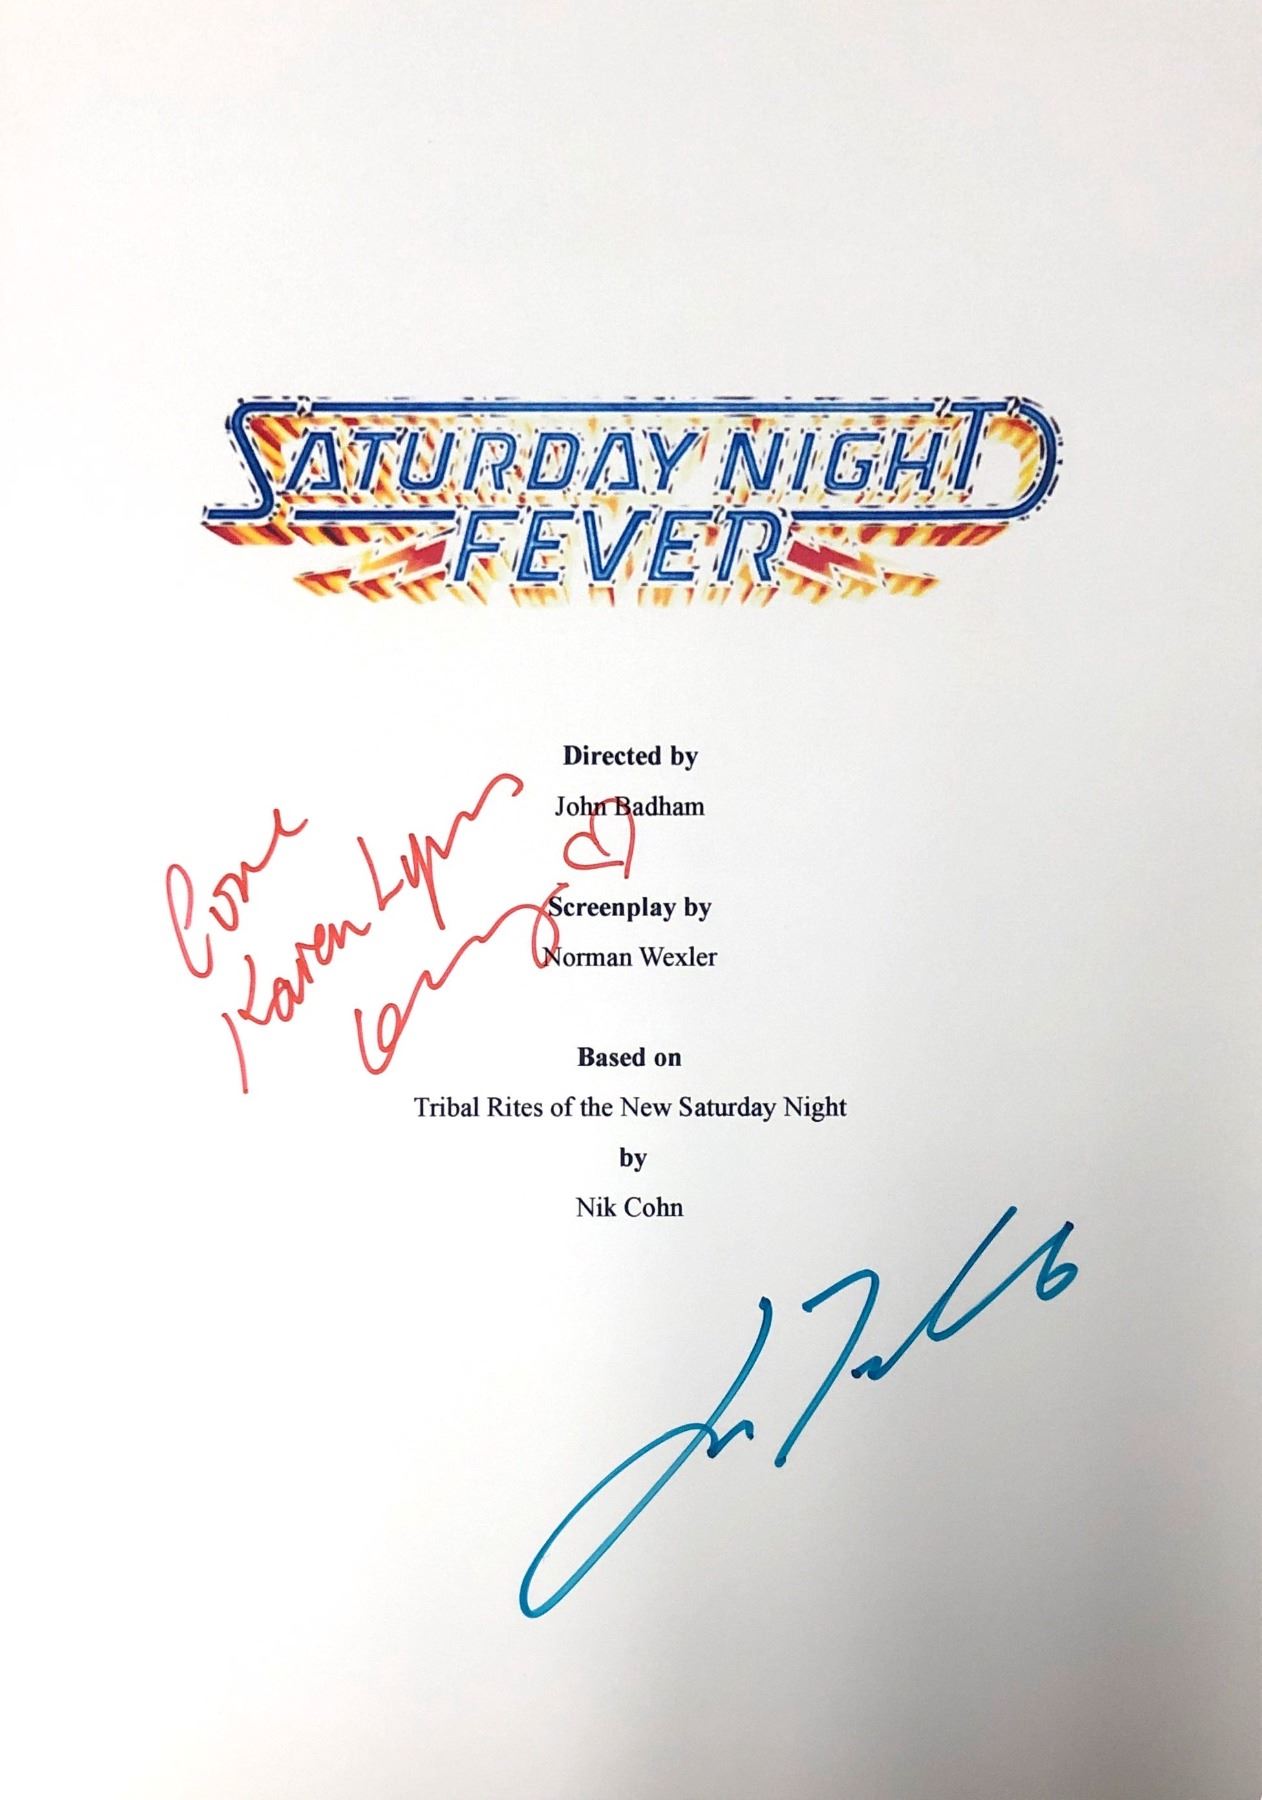 SATURDAY NIGHT
FEVER
Directed by
John Badham
Screenplay by
Norman Wexler
Based on
Tribal Rites of the New Saturday Night
by
Nik Cohn
Karen Lynn